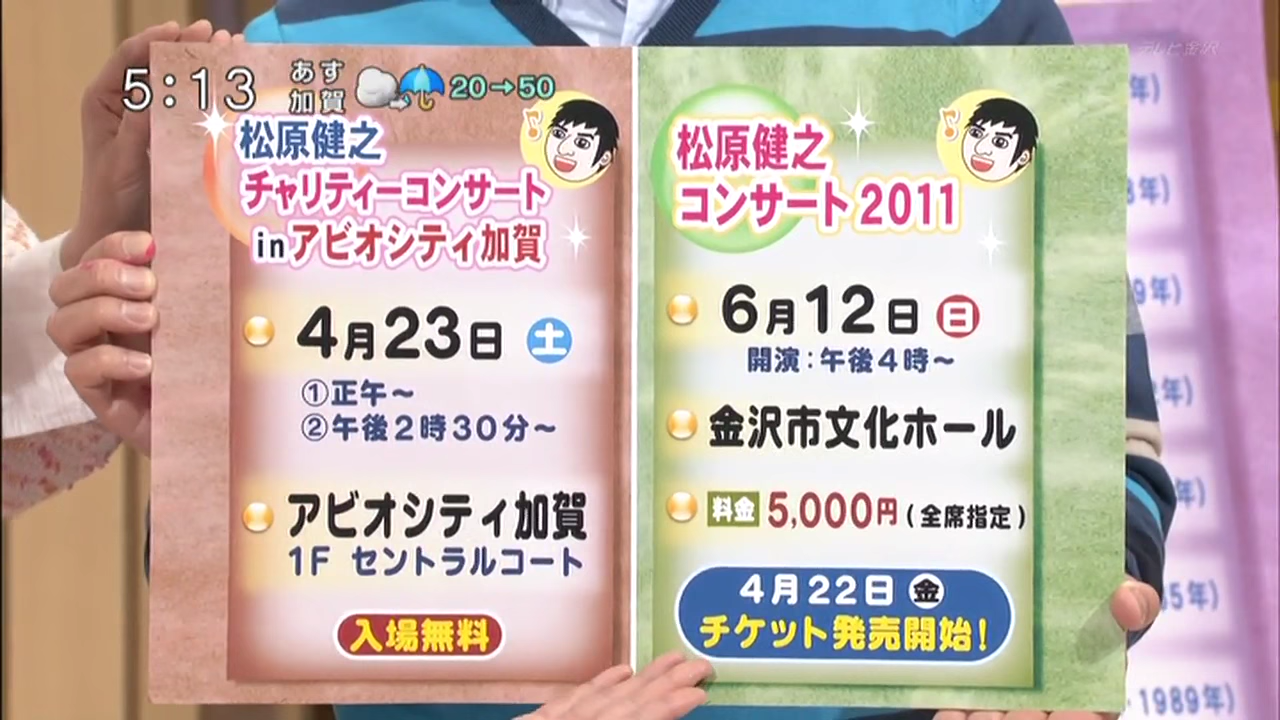 テレビ金沢
5:13
あす
加賀
20→50
松原健之
チャリティーコンサート
inアビオシティ加賀
4月23日 土
①正午～
②午後2時30分～
アビオシティ加賀
1F セントラルコート
入場無料
松原健之
コンサート2011
6月12日 日
開演:午後4時～
金沢市文化ホール
料金 5,000円(全席指定)
4月22日 金
チケット発売開始!
年)
年)
9年)
年)
年)
5年)
1989年)